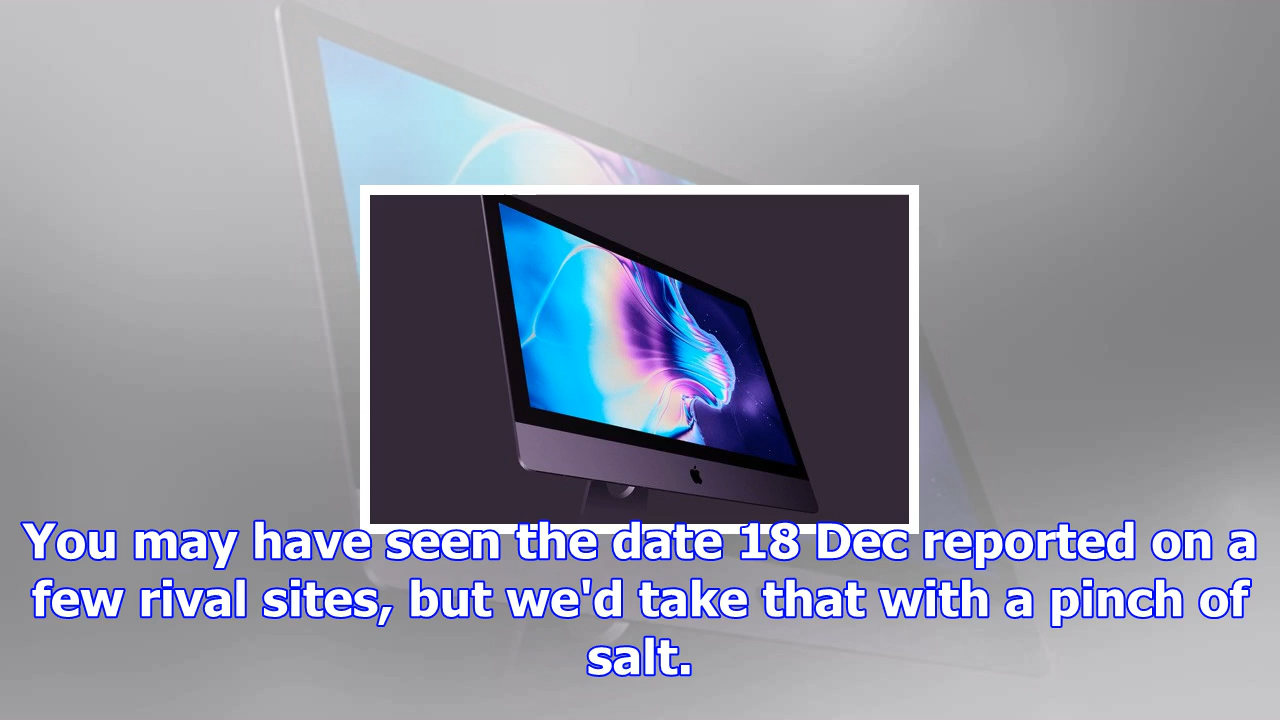 You may have seen the date 18 Dec reported on a
few rival sites, but we'd take that with a pinch of
salt.